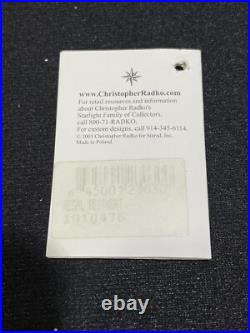 www.ChristopherRadko.com
For retail resources and information
about Christopher Radko's
Starlight Family of Collectors,
call 800-71-RADKO.
For custom designs, call 914-345-6114.
Christopher Radko for Starad, Inc.
Made in Poland
1010476